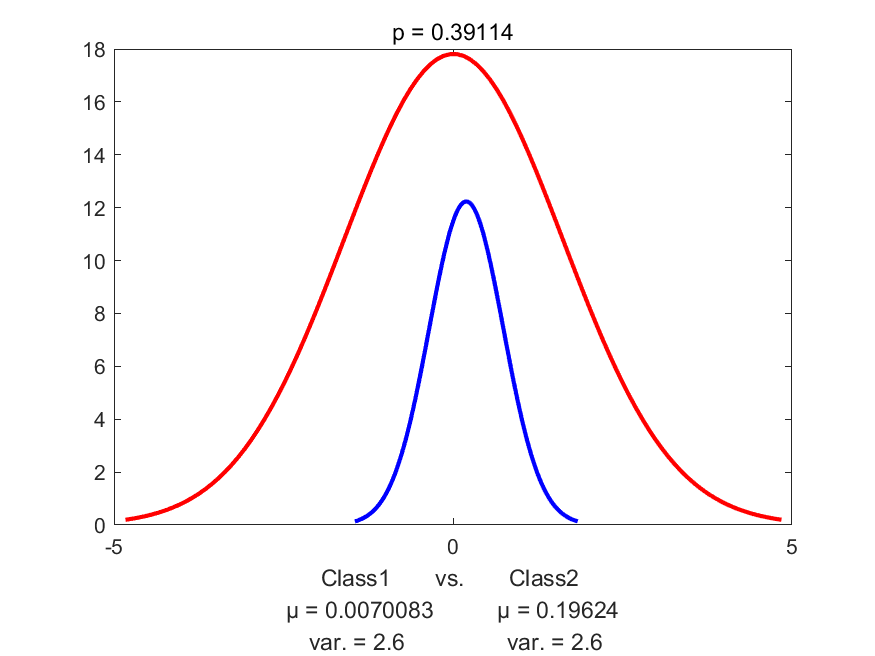 p = 0.39114
18
16
14
12
10
8
6
4
2
0
-5 0 5
Class1 vs. Class2
μ = 0.0070083 μ = 0.19624
var. = 2.6 var. = 2.6